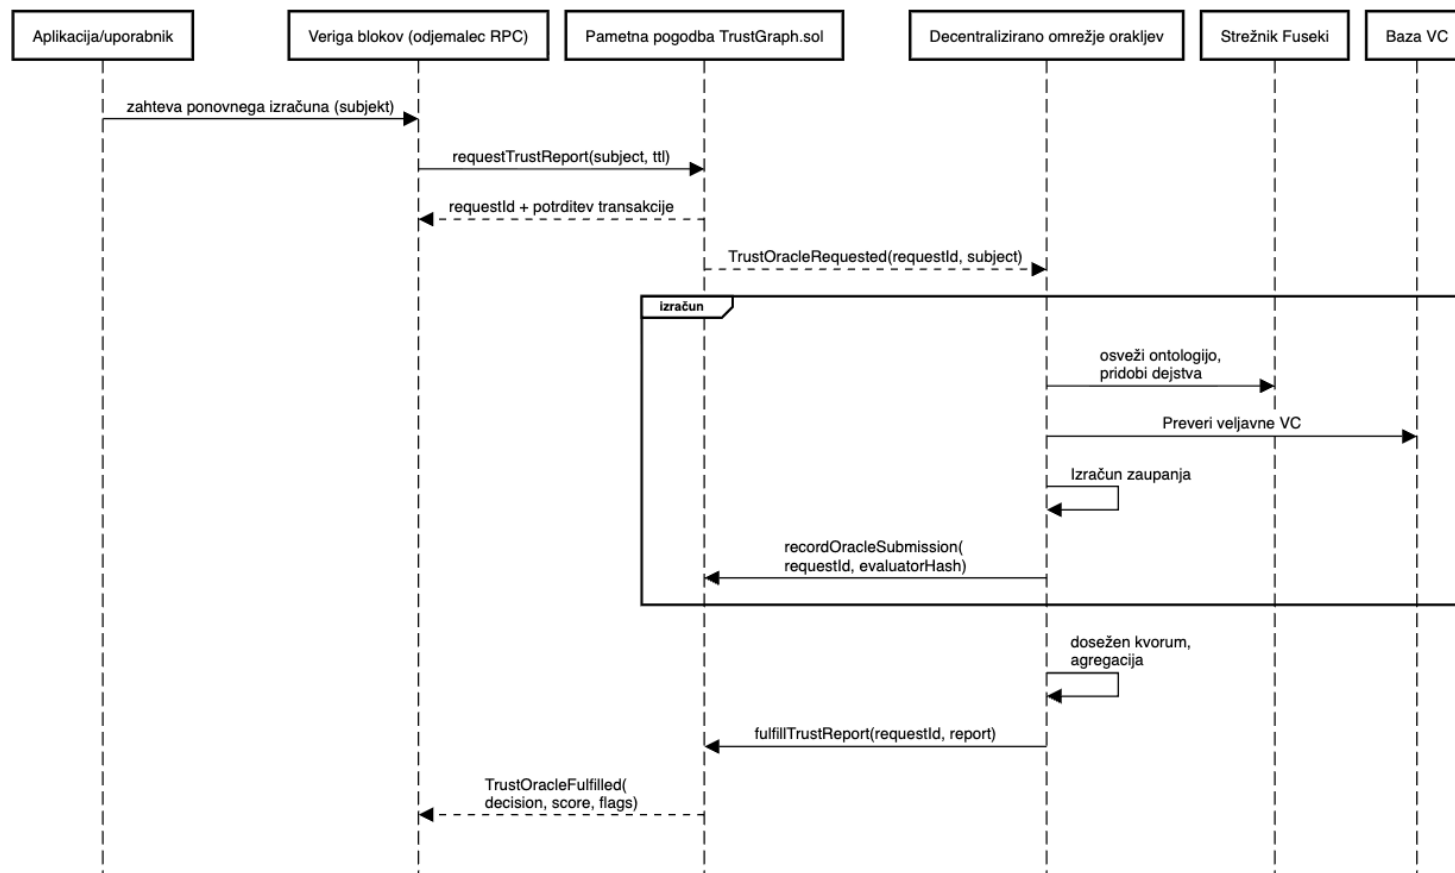 Aplikacija/uporabnik
Veriga blokov (odjemalec RPC)
Pametna pogodba TrustGraph.sol
Decentralizirano omrežje orakljev
Strežnik Fuseki
Baza VC
zahteva ponovnega izračuna (subjekt)
requestTrustReport(subject, ttl)
requestId + potrditev transakcije
TrustOracleRequested(requestId, subject)
izračun
osveži ontologijo,
pridobi dejstva
Preveri veljavne VC
Izračun zaupanja
recordOracleSubmission(
requestId, evaluatorHash)
dosežen kvorum,
agregacija
fulfillTrustReport(requestId, report)
TrustOracleFulfilled(
decision, score, flags)